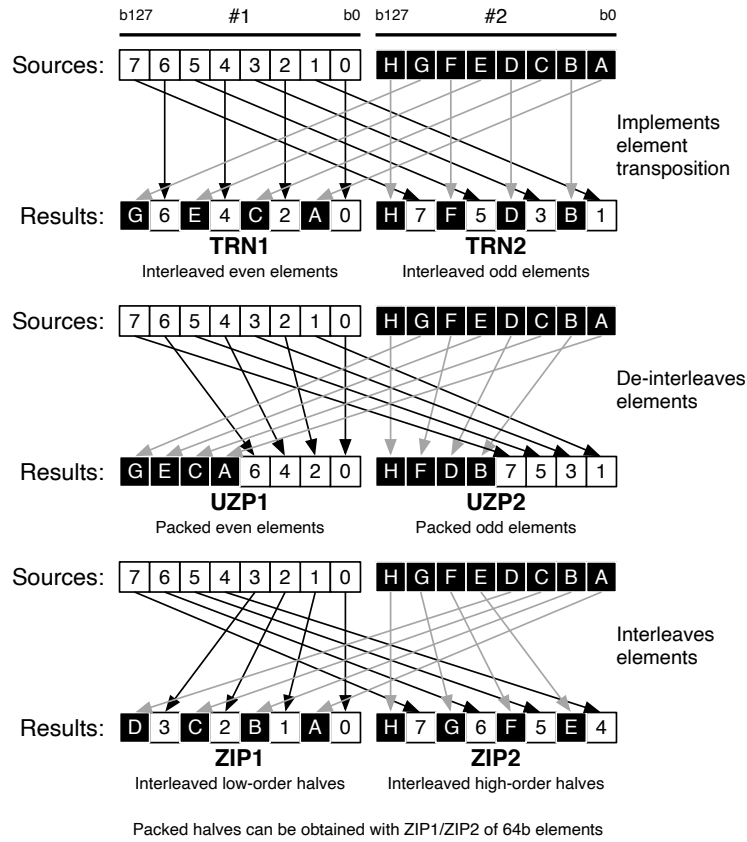 b127 #1 b0 b127 #2 b0
Sources: 7 6 5 4 3 2 1 0 H G F E D C B A
Implements
element
transposition
Results: G 6 E 4 C 2 A 0 H 7 F 5 D 3 B 1
TRN1 TRN2
Interleaved even elements Interleaved odd elements
Sources: 7 6 5 4 3 2 1 0 H G F E D C B A
De-interleaves
elements
Results: G E C A 6 4 2 0 H F D B 7 5 3 1
UZP1 UZP2
Packed even elements Packed odd elements
Sources: 7 6 5 4 3 2 1 0 H G F E D C B A
Interleaves
elements
Results: D 3 C 2 B 1 A 0 H 7 G 6 F 5 E 4
ZIP1 ZIP2
Interleaved low-order halves Interleaved high-order halves
Packed halves can be obtained with ZIP1/ZIP2 of 64b elements